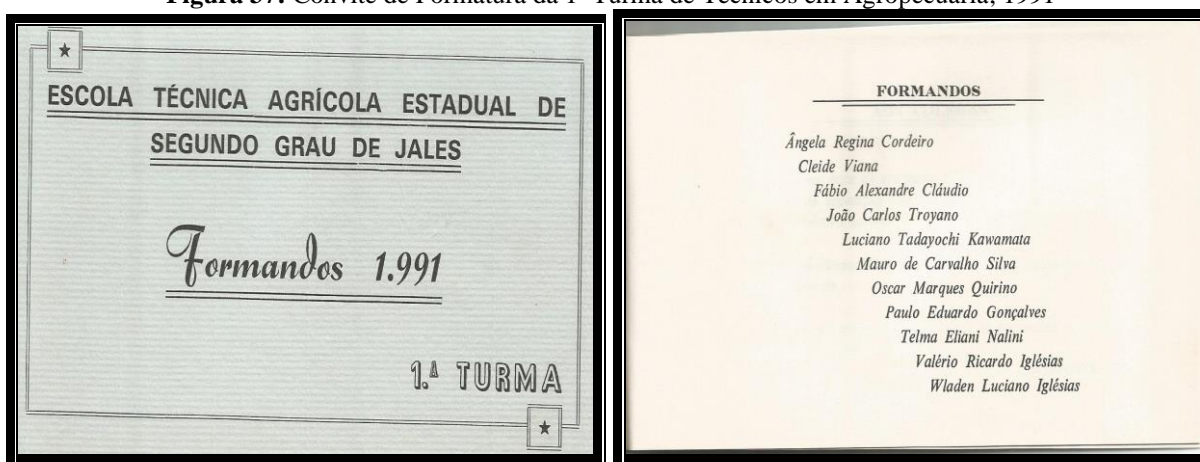 Figura 37. Convite de Formatura da 1ª Turma de Técnicos em Agropecuária, 1991
ESCOLA TÉCNICA AGRÍCOLA ESTADUAL DE
SEGUNDO GRAU DE JALES
Formandos 1.991
1.ª TURMA
FORMANDOS
Ângela Regina Cordeiro
Cleide Viana
Fábio Alexandre Cláudio
João Carlos Troyano
Luciano Tadayochi Kawamata
Mauro de Carvalho Silva
Oscar Marques Quirino
Paulo Eduardo Gonçalves
Telma Eliani Nalini
Valério Ricardo Iglésias
Wladen Luciano Iglésias